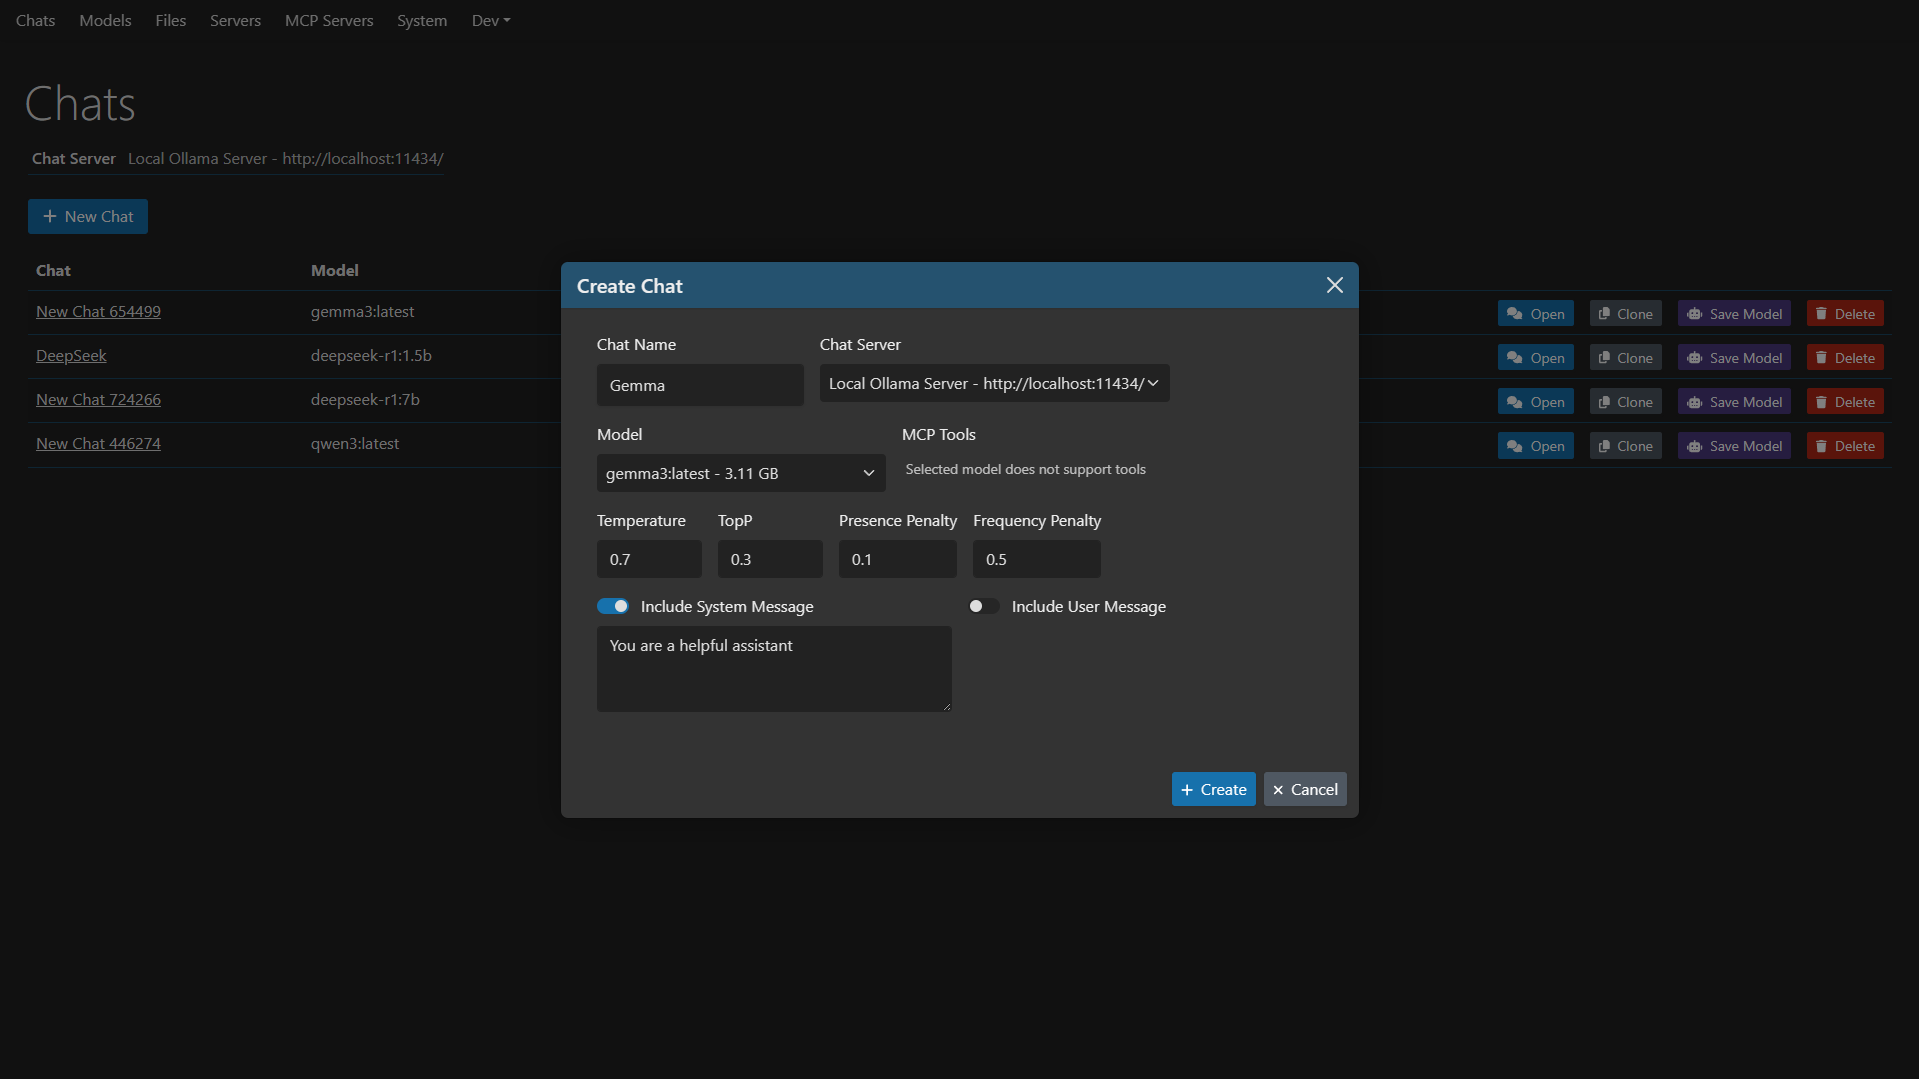 Chats Models Files Servers MCP Servers System Dev
Chats
Chat Server Local Ollama Server - http://localhost:11434/
+ New Chat
Chat Model
New Chat 654499 gemma3:latest Open Clone Save Model Delete
DeepSeek deepseek-r1:1.5b Open Clone Save Model Delete
New Chat 724266 deepseek-r1:7b Open Clone Save Model Delete
New Chat 446274 qwen3:latest Open Clone Save Model Delete
Create Chat
Chat Name Chat Server
Gemma Local Ollama Server - http://localhost:11434/
Model MCP Tools
gemma3:latest - 3.11 GB Selected model does not support tools
Temperature TopP Presence Penalty Frequency Penalty
0.7 0.3 0.1 0.5
Include System Message Include User Message
You are a helpful assistant
+ Create × Cancel